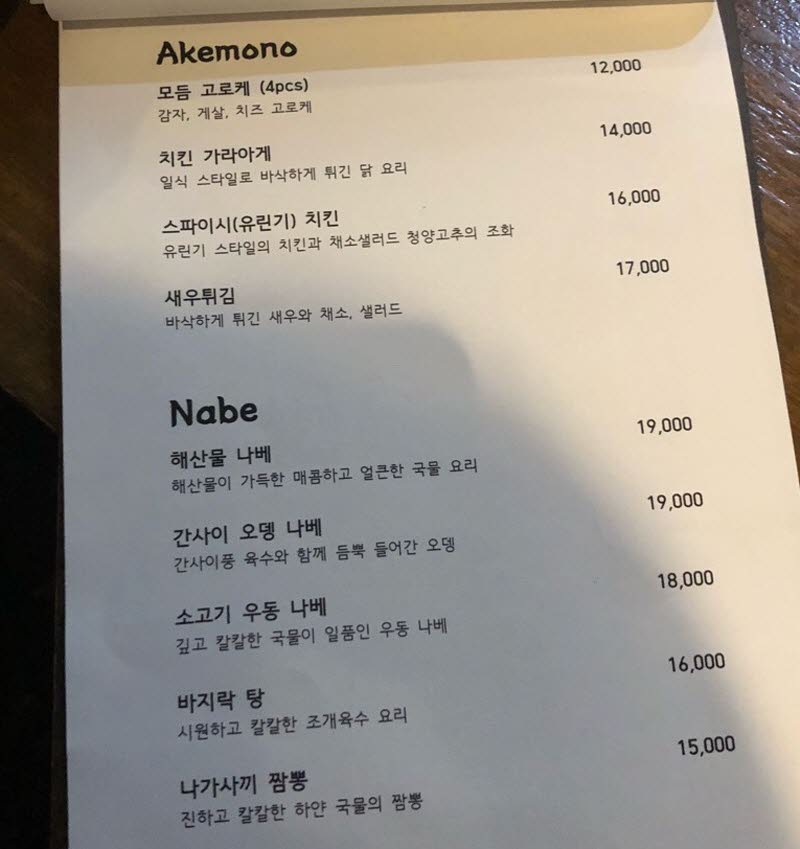 Akemono
모듬 고로케 (4pcs) 12,000
감자, 게살, 치즈 고로케
치킨 가라아게 14,000
일식 스타일로 바삭하게 튀긴 닭 요리
스파이시(유린기) 치킨 16,000
유린기 스타일의 치킨과 채소샐러드 청양고추의 조화
새우튀김 17,000
바삭하게 튀긴 새우와 채소, 샐러드
Nabe
해산물 나베 19,000
해산물이 가득한 매콤하고 얼큰한 국물 요리
간사이 오뎅 나베 19,000
간사이풍 육수와 함께 듬뿍 들어간 오뎅
소고기 우동 나베 18,000
깊고 칼칼한 국물이 일품인 우동 나베
바지락 탕 16,000
시원하고 칼칼한 조개육수 요리
나가사끼 짬뽕 15,000
진하고 칼칼한 하얀 국물의 짬뽕